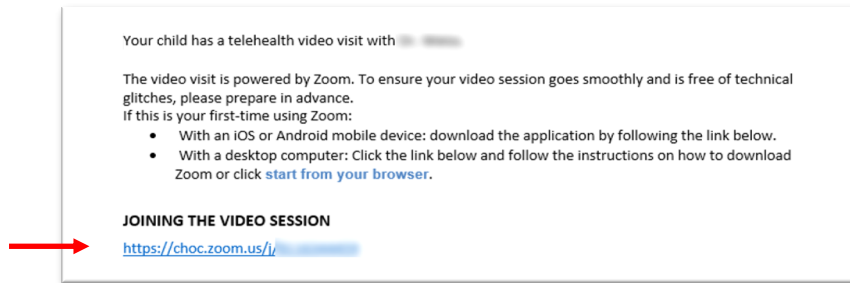 Your child has a telehealth video visit with
The video visit is powered by Zoom. To ensure your video session goes smoothly and is free of technical
glitches, please prepare in advance.
If this is your first-time using Zoom:
• With an iOS or Android mobile device: download the application by following the link below.
• With a desktop computer: Click the link below and follow the instructions on how to download
Zoom or click start from your browser.
JOINING THE VIDEO SESSION
https://choc.zoom.us/j/